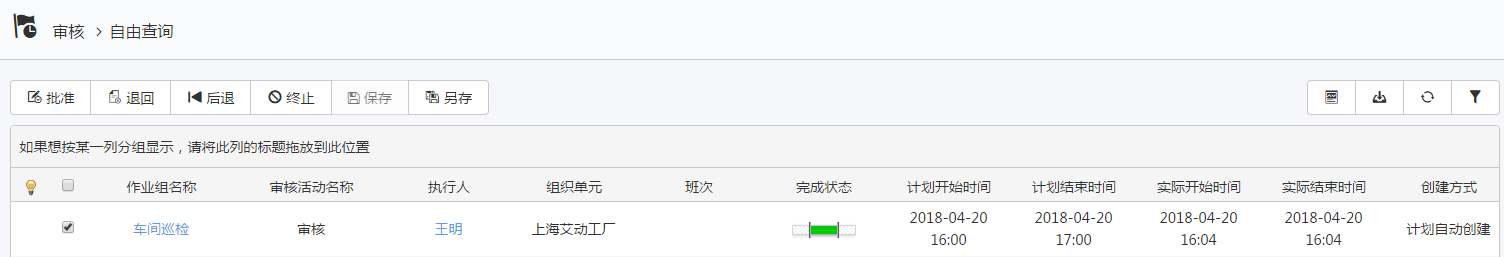 审核 > 自由查询
批准 退回 后退 终止 保存 另存
如果想按某一列分组显示，请将此列的标题拖放到此位置
作业组名称 审核活动名称 执行人 组织单元 班次 完成状态 计划开始时间 计划结束时间 实际开始时间 实际结束时间 创建方式
车间巡检 审核 王明 上海艾动工厂 2018-04-20 2018-04-20 2018-04-20 2018-04-20 计划自动创建
16:00 17:00 16:04 16:04